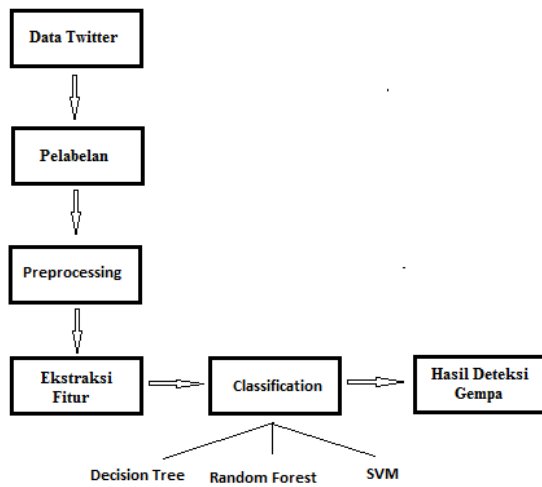 Data Twitter
Pelabelan
Preprocessing
Ekstraksi
Fitur
Classification
Hasil Deteksi
Gempa
Decision Tree
Random Forest
SVM